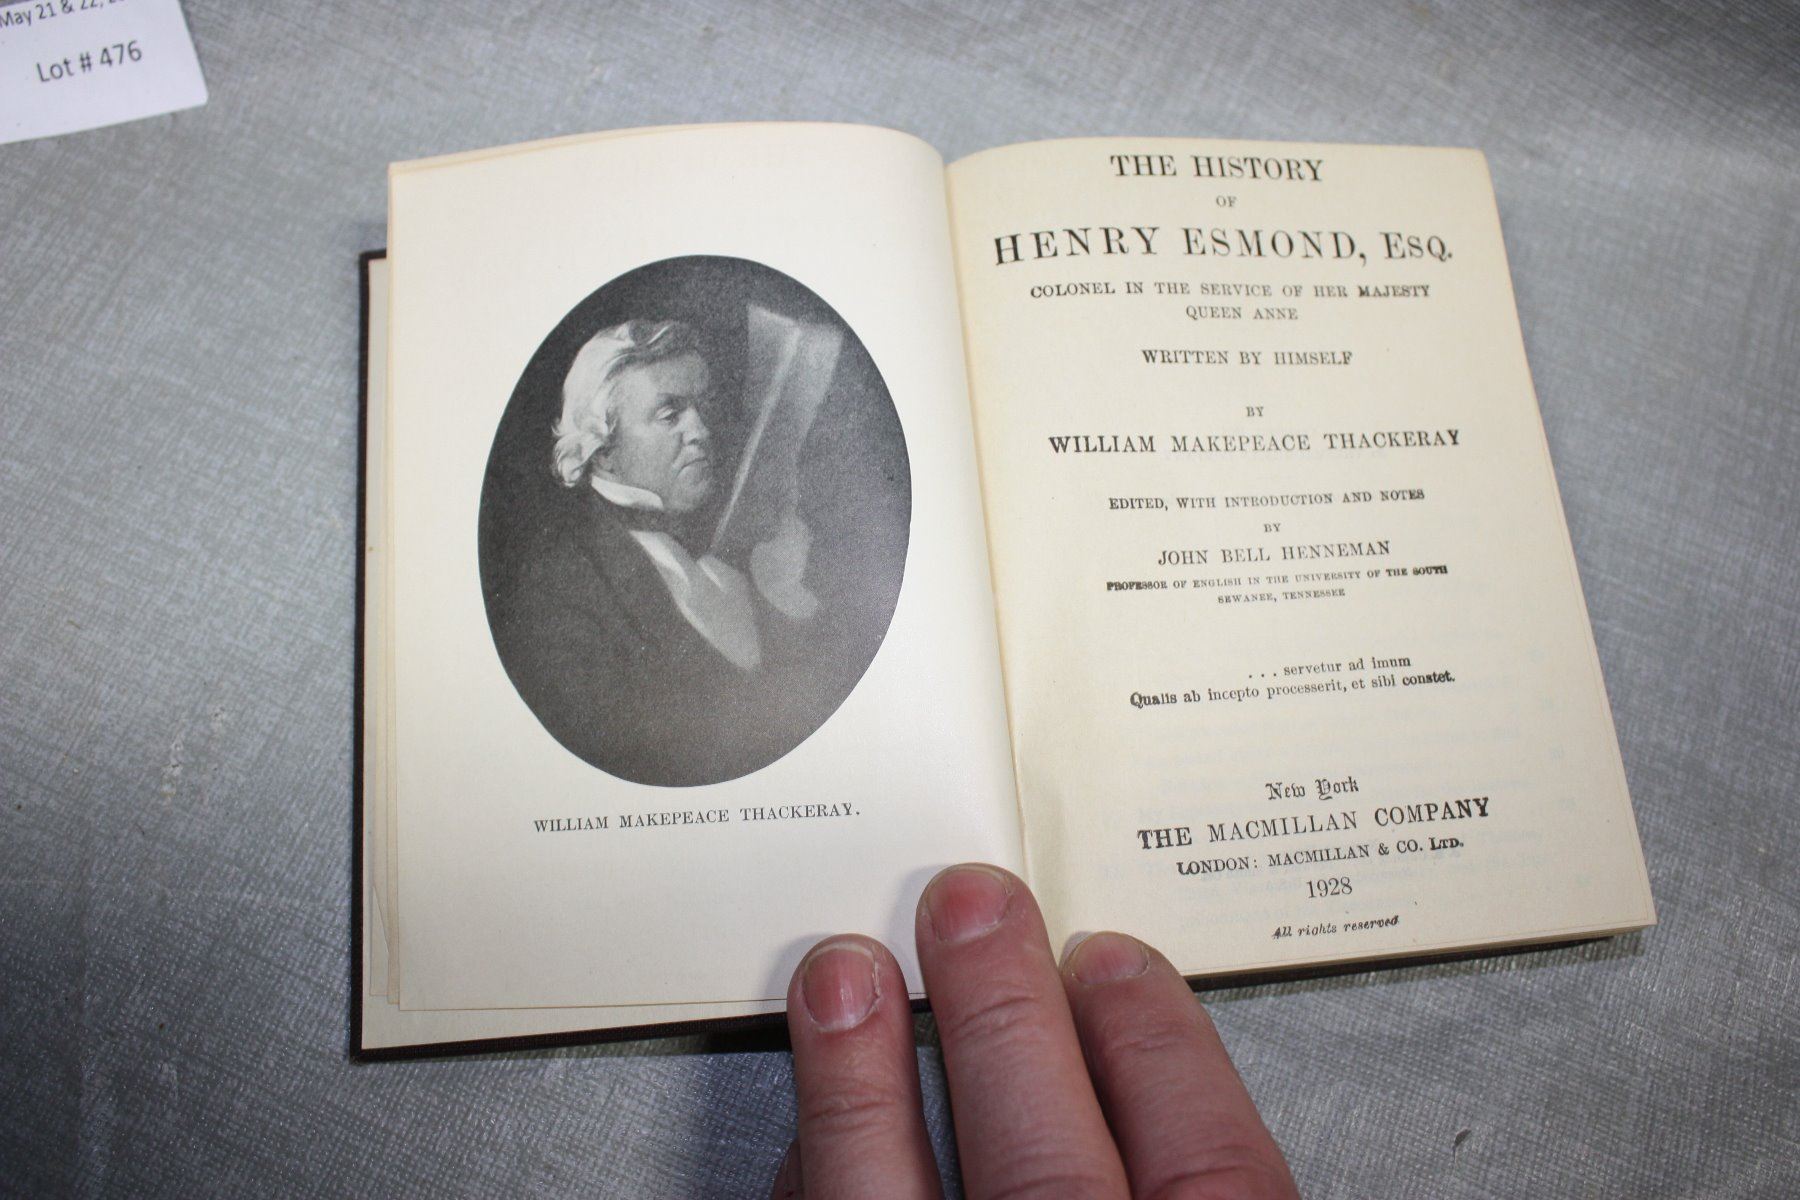 May 21 & 22,
Lot # 476
WILLIAM MAKEPEACE THACKERAY.
THE HISTORY
OF
HENRY ESMOND, ESQ.
COLONEL IN THE SERVICE OF HER MAJESTY
QUEEN ANNE
WRITTEN BY HIMSELF
BY
WILLIAM MAKEPEACE THACKERAY
EDITED, WITH INTRODUCTION AND NOTES
BY
JOHN BELL HENNEMAN
PROFESSOR OF ENGLISH IN THE UNIVERSITY OF THE SOUTH
SEWANEE, TENNESSEE
. . . servetur ad imum
Qualis ab incepto processerit, et sibi constet.
New York
THE MACMILLAN COMPANY
LONDON: MACMILLAN & CO. LTD.
1928
All rights reserved